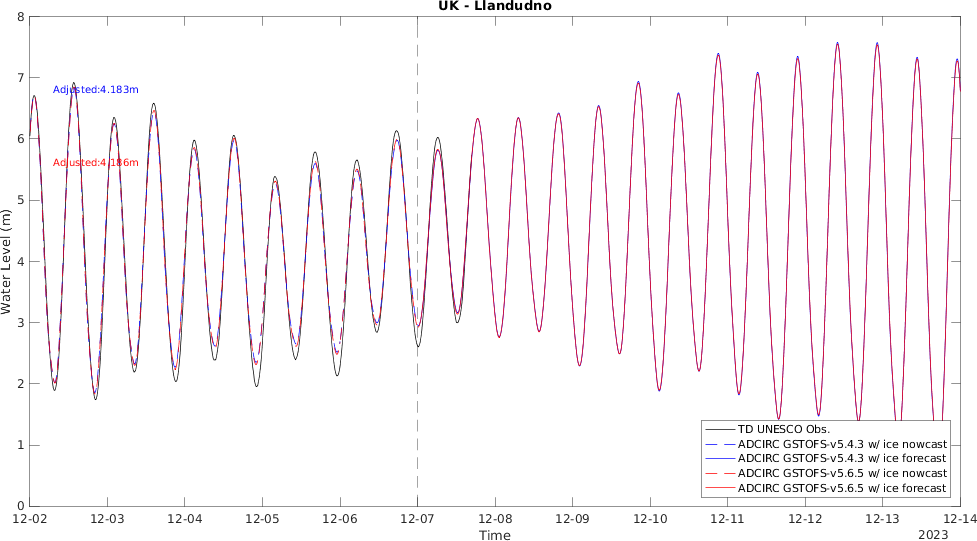 UK - Llandudno
8
7
6
5
4
3
2
1
0
Water Level (m)
Adjusted:4.183m
Adjusted:4.186m
TD UNESCO Obs.
ADCIRC GSTOFS-v5.4.3 w/ ice nowcast
ADCIRC GSTOFS-v5.4.3 w/ ice forecast
ADCIRC GSTOFS-v5.6.5 w/ ice nowcast
ADCIRC GSTOFS-v5.6.5 w/ ice forecast
12-02 12-03 12-04 12-05 12-06 12-07 12-08 12-09 12-10 12-11 12-12 12-13 12-14
Time 2023